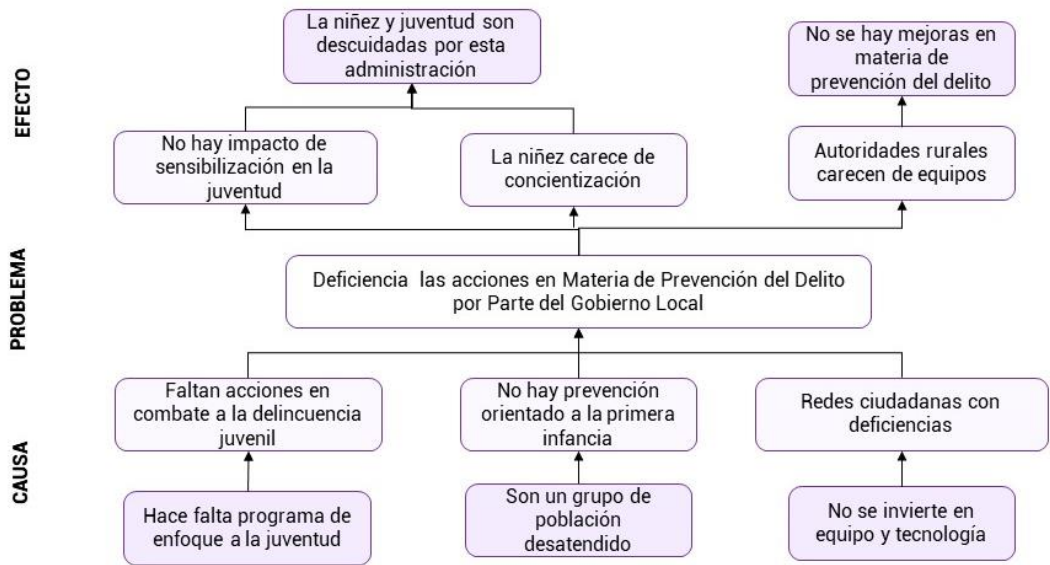 EFECTO
La niñez y juventud son
descuidadas por esta
administración
No se hay mejoras en
materia de
prevención del delito
No hay impacto de
sensibilización en la
juventud
La niñez carece de
concientización
Autoridades rurales
carecen de equipos
PROBLEMA
Deficiencia las acciones en Materia de Prevención del Delito
por Parte del Gobierno Local
CAUSA
Faltan acciones en
combate a la delincuencia
juvenil
No hay prevención
orientado a la primera
infancia
Redes ciudadanas con
deficiencias
Hace falta programa de
enfoque a la juventud
Son un grupo de
población
desatendido
No se invierte en
equipo y tecnología